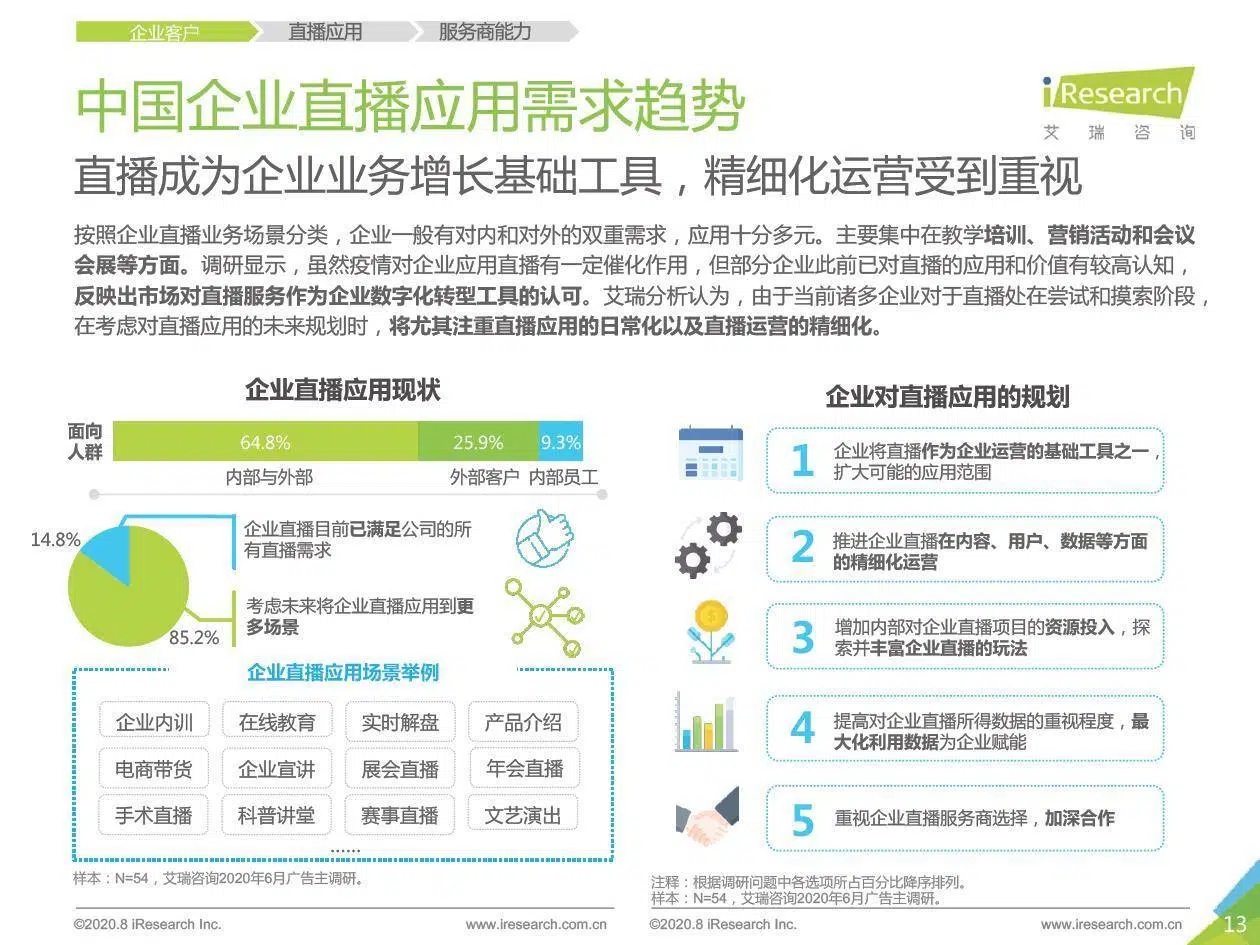 企业客户 直播应用 服务商能力
中国企业直播应用需求趋势
iResearch
艾 瑞 咨 询
直播成为企业业务增长基础工具，精细化运营受到重视
按照企业直播业务场景分类，企业一般有对内和对外的双重需求，应用十分多元。主要集中在教学培训、营销活动和会议
会展等方面。调研显示，虽然疫情对企业应用直播有一定催化作用，但部分企业此前已对直播的应用和价值有较高认知，
反映出市场对直播服务作为企业数字化转型工具的认可。艾瑞分析认为，由于当前诸多企业对于直播处在尝试和摸索阶段，
在考虑对直播应用的未来规划时，将尤其注重直播应用的日常化以及直播运营的精细化。
企业直播应用现状
面向
人群
64.8% 25.9% 9.3%
内部与外部 外部客户 内部员工
14.8%
企业直播目前已满足公司的所
有直播需求
85.2%
考虑未来将企业直播应用到更
多场景
企业直播应用场景举例
企业内训 在线教育 实时解盘 产品介绍
电商带货 企业宣讲 展会直播 年会直播
手术直播 科普讲堂 赛事直播 文艺演出
......
样本：N=54，艾瑞咨询2020年6月广告主调研。
企业对直播应用的规划
1
企业将直播作为企业运营的基础工具之一，
扩大可能的应用范围
2
推进企业直播在内容、用户、数据等方面
的精细化运营
3
增加内部对企业直播项目的资源投入，探
索并丰富企业直播的玩法
4
提高对企业直播所得数据的重视程度，最
大化利用数据为企业赋能
5
重视企业直播服务商选择，加深合作
注释：根据调研问题中各选项所占百分比降序排列。
样本：N=54，艾瑞咨询2020年6月广告主调研。
©2020.8 iResearch Inc. www.iresearch.com.cn
©2020.8 iResearch Inc. www.iresearch.com.cn
13